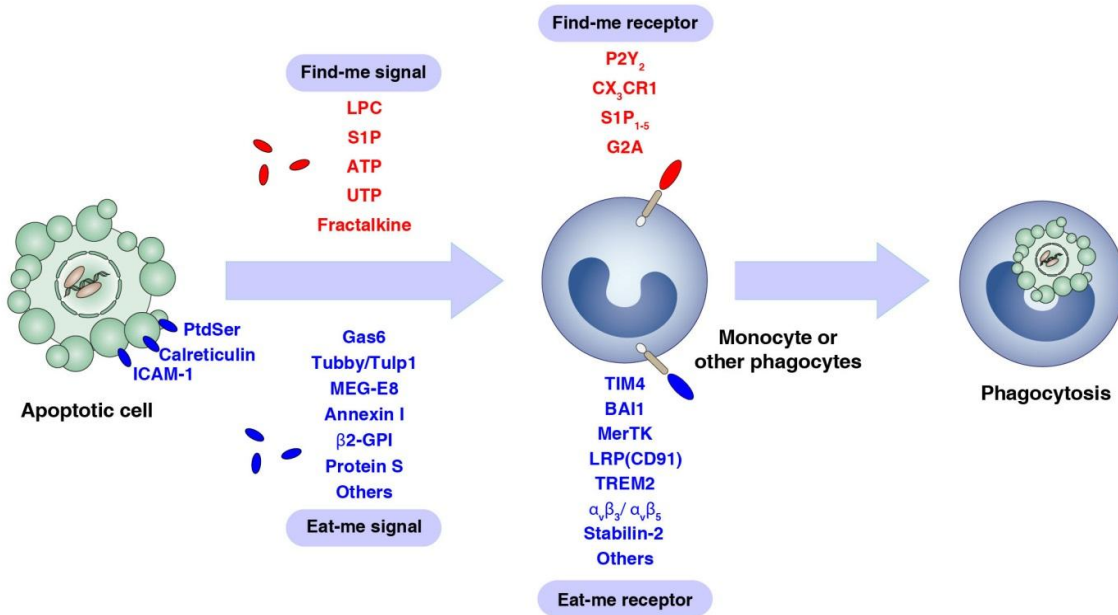 Find-me signal
LPC
S1P
ATP
UTP
Fractalkine
Find-me receptor
P2Y₂
CX₃CR1
S1P₁₋₅
G2A
PtdSer
Calreticulin
ICAM-1
Apoptotic cell
Gas6
Tubby/Tulp1
MEG-E8
Annexin I
β2-GPI
Protein S
Others
Eat-me signal
Monocyte or
other phagocytes
TIM4
BAI1
MerTK
LRP(CD91)
TREM2
αᵥβ₃/ αᵥβ₅
Stabilin-2
Others
Eat-me receptor
Phagocytosis